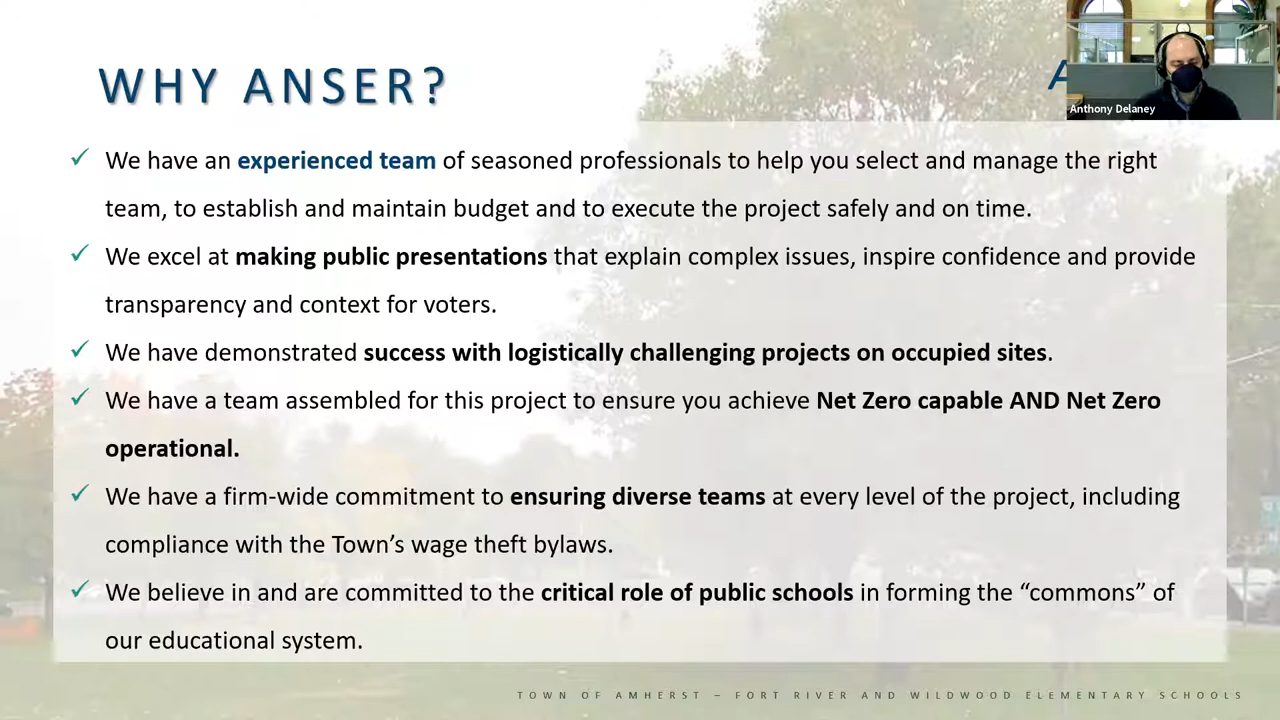 WHY ANSER?
A
Anthony Delaney
✓ We have an experienced team of seasoned professionals to help you select and manage the right
team, to establish and maintain budget and to execute the project safely and on time.
✓ We excel at making public presentations that explain complex issues, inspire confidence and provide
transparency and context for voters.
✓ We have demonstrated success with logistically challenging projects on occupied sites.
✓ We have a team assembled for this project to ensure you achieve Net Zero capable AND Net Zero
operational.
✓ We have a firm-wide commitment to ensuring diverse teams at every level of the project, including
compliance with the Town’s wage theft bylaws.
✓ We believe in and are committed to the critical role of public schools in forming the “commons” of
our educational system.
TOWN OF AMHERST – FORT RIVER AND WILDWOOD ELEMENTARY SCHOOLS